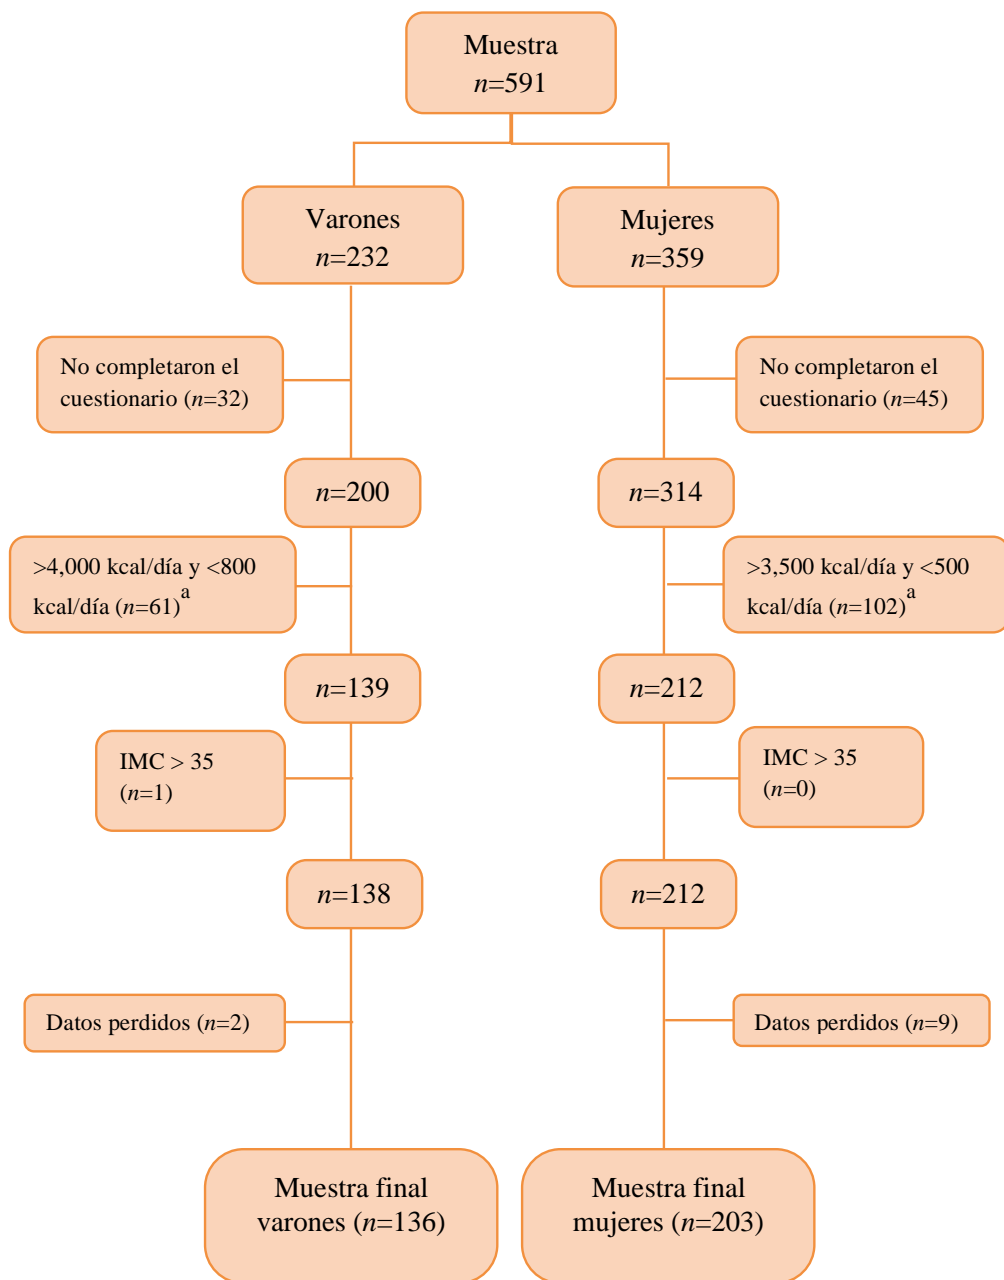 Muestra
n=591
Varones
n=232
Mujeres
n=359
No completaron el
cuestionario (n=32)
No completaron el
cuestionario (n=45)
n=200
n=314
>4,000 kcal/día y <800
kcal/día (n=61)a
>3,500 kcal/día y <500
kcal/día (n=102)a
n=139
n=212
IMC > 35
(n=1)
IMC > 35
(n=0)
n=138
n=212
Datos perdidos (n=2)
Datos perdidos (n=9)
Muestra final
varones (n=136)
Muestra final
mujeres (n=203)